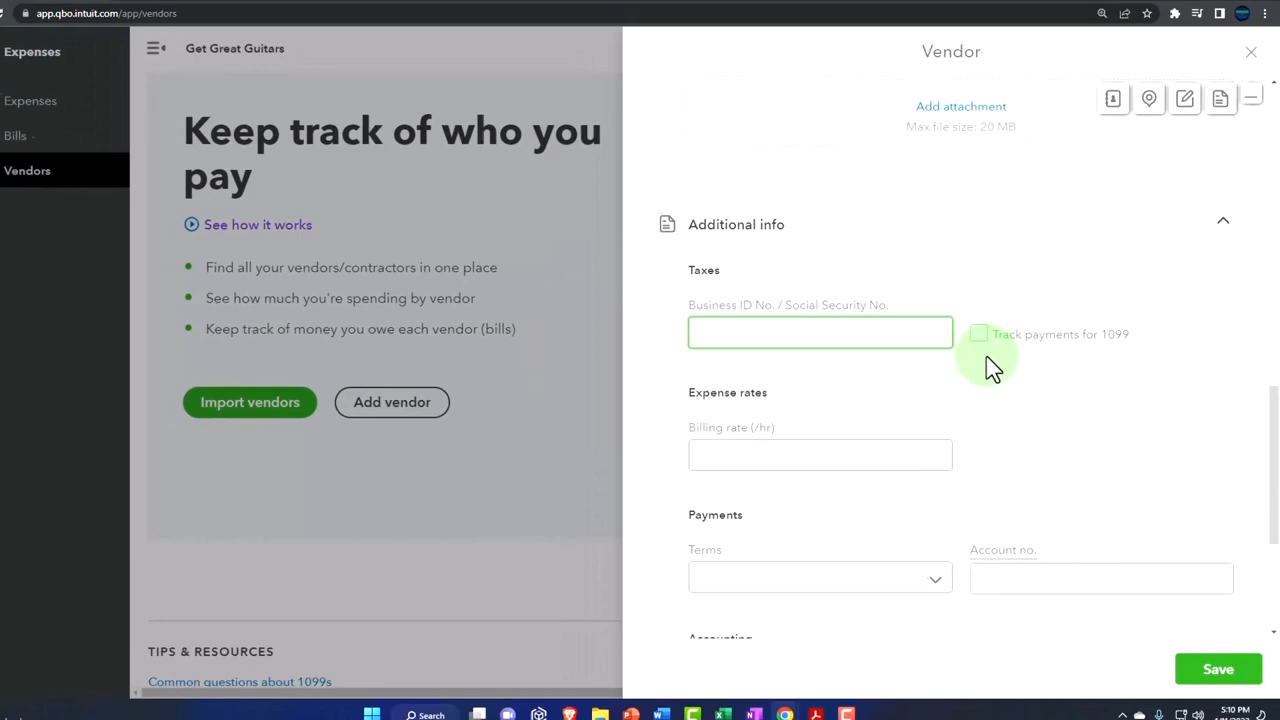 app.qbo.intuit.com/app/vendors
Expenses
Get Great Guitars
Expenses
Bills
Vendors
Keep track of who you
pay
See how it works
Find all your vendors/contractors in one place
See how much you're spending by vendor
Keep track of money you owe each vendor (bills)
Import vendors
Add vendor
TIPS & RESOURCES
Common questions about 1099s
Vendor
Add attachment
Max file size: 20 MB
Additional info
Taxes
Business ID No. / Social Security No.
Track payments for 1099
Expense rates
Billing rate (/hr)
Payments
Terms
Account no.
Accounting
Save
Search
5:10 PM